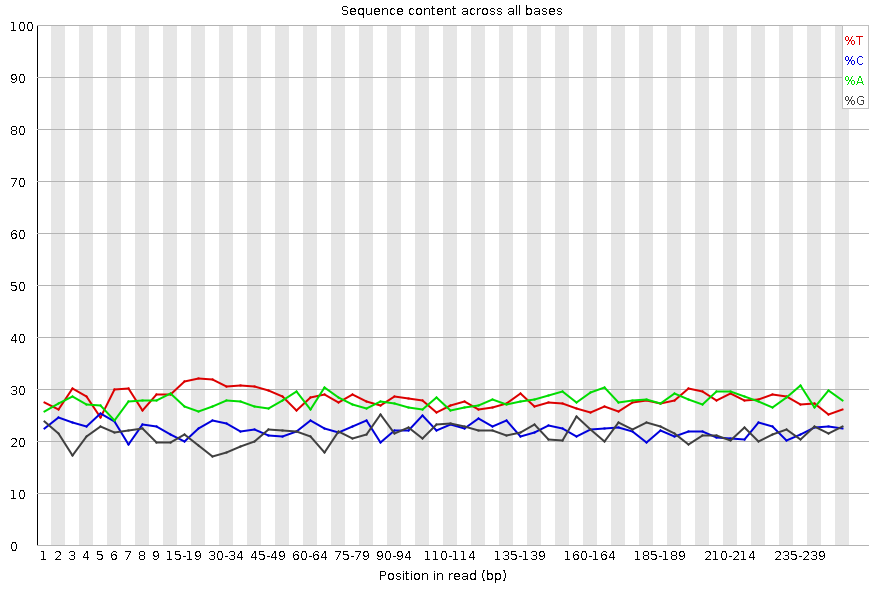 Sequence content across all bases
100
90
80
70
60
50
40
30
20
10
0
%T
%C
%A
%G
1 2 3 4 5 6 7 8 9 15-19 30-34 45-49 60-64 75-79 90-94 110-114 135-139 160-164 185-189 210-214 235-239
Position in read (bp)